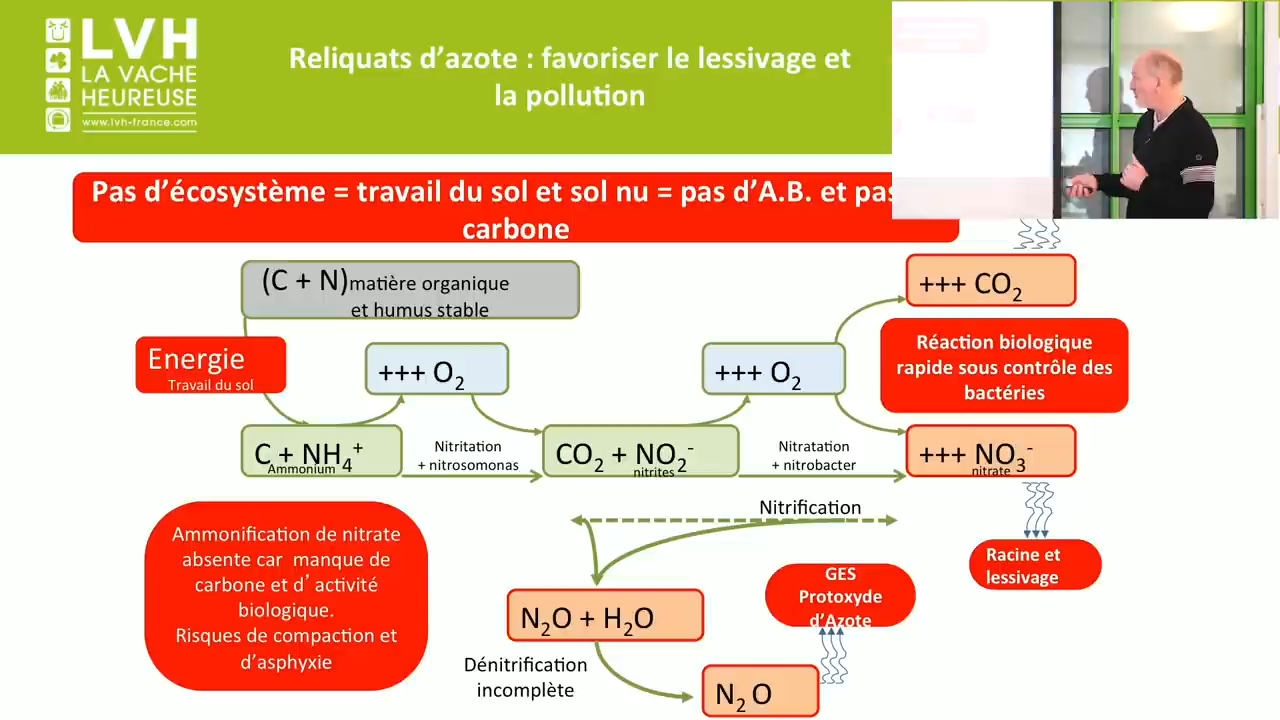 LVH
LA VACHE
HEUREUSE
www.lvh-france.com
Reliquats d'azote : favoriser le lessivage et
la pollution
Pas d'écosystème = travail du sol et sol nu = pas d'A.B. et pas
carbone
(C + N)matière organique
et humus stable
+++ CO2
Energie
Travail du sol
+++ O2
+++ O2
Réaction biologique
rapide sous contrôle des
bactéries
C + NH4+
Ammonium
Nitritation
+ nitrosomonas
CO2 + NO2-
nitrites
Nitratation
+ nitrobacter
+++ NO3-
nitrate
Nitrification
Ammonification de nitrate
absente car manque de
carbone et d' activité
biologique.
Risques de compaction et
d'asphyxie
Racine et
lessivage
GES
Protoxyde
d'Azote
N2O + H2O
Dénitrification
incomplète
N2 O